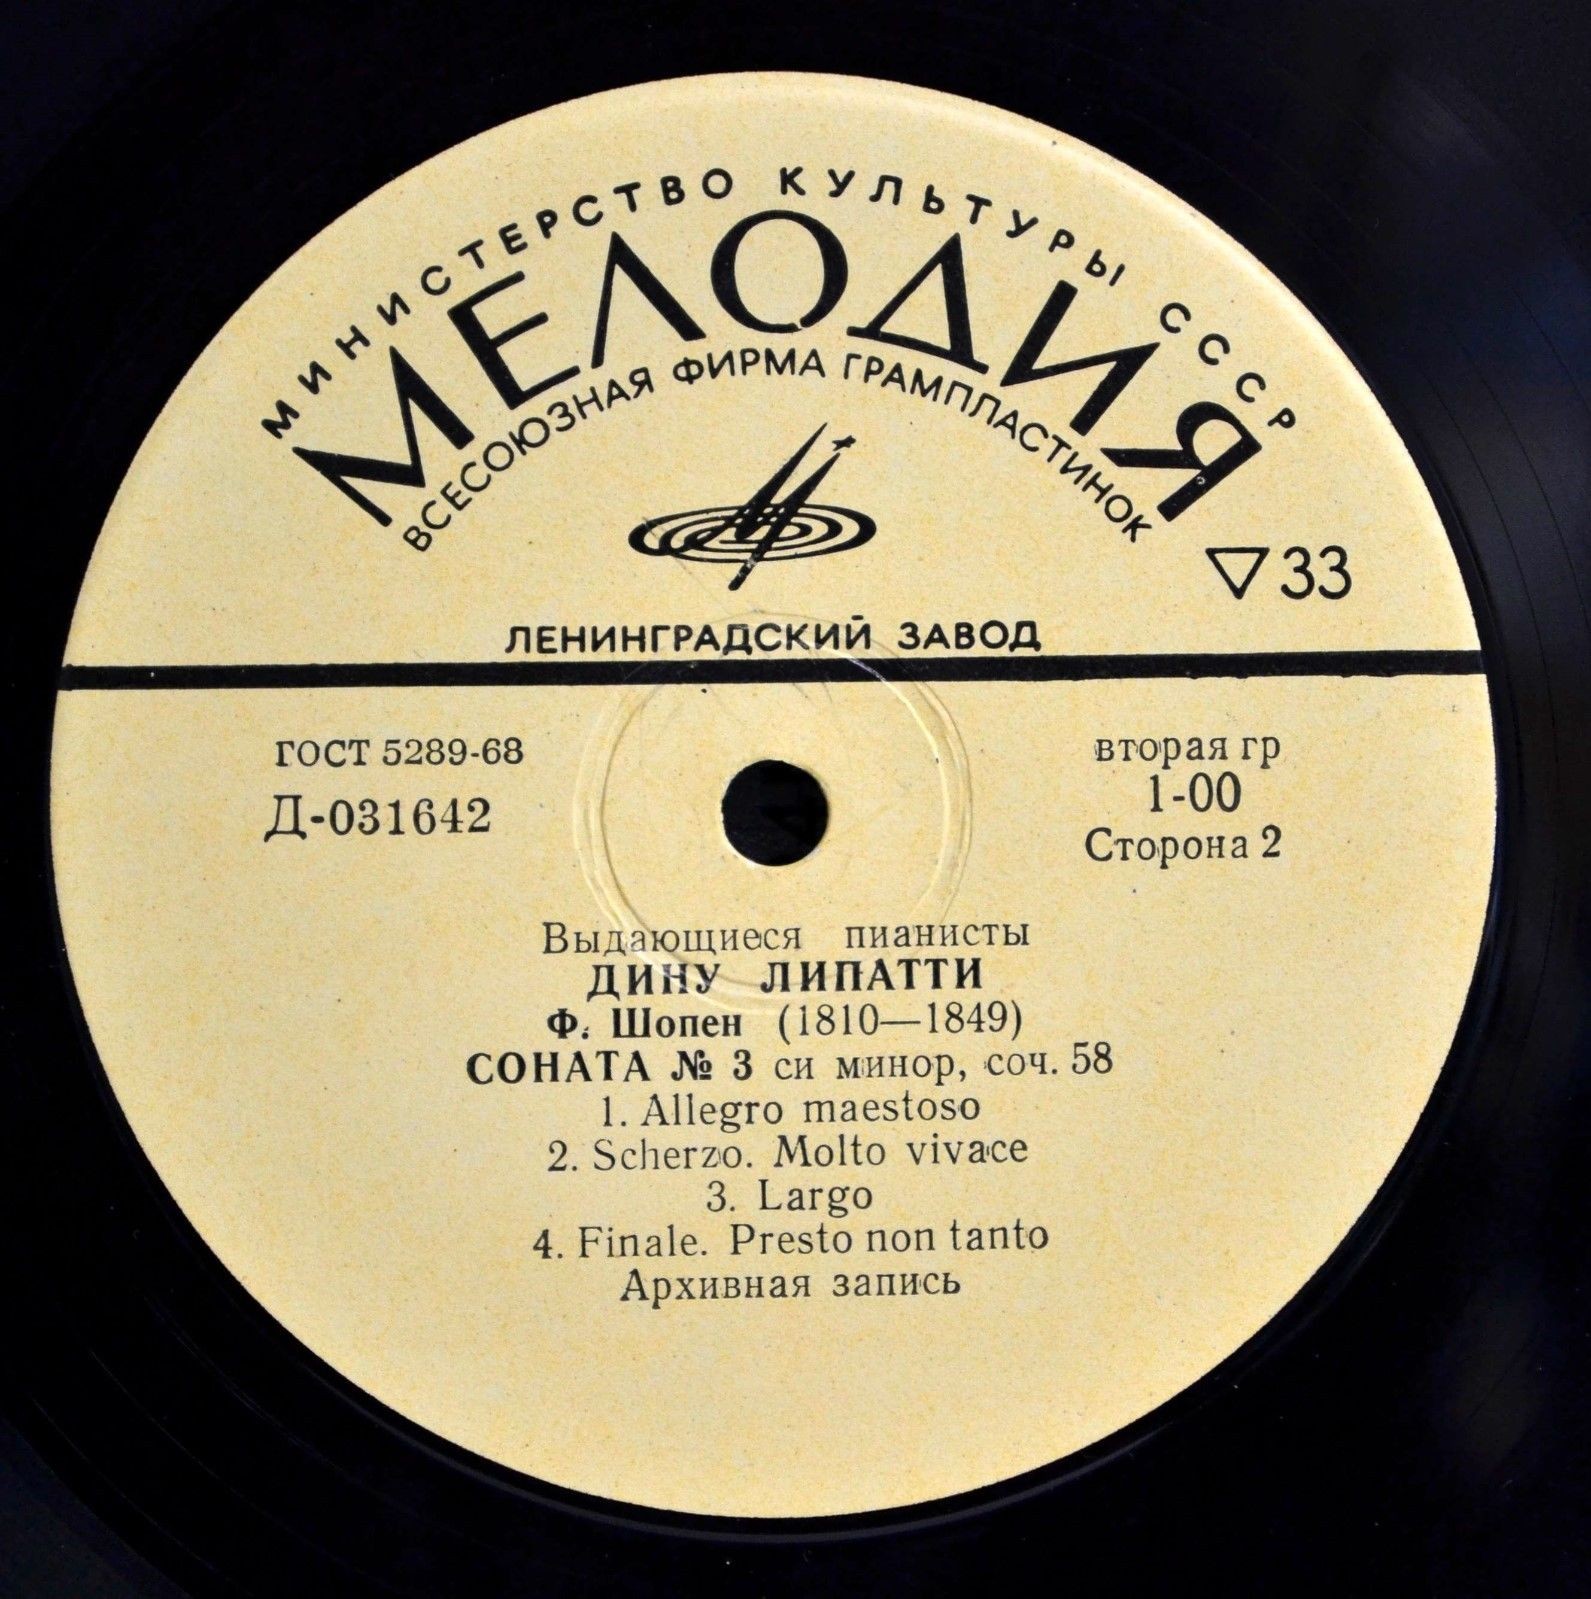 МИНИСТЕРСТВО КУЛЬТУРЫ СССР
МЕЛОДИЯ
ВСЕСОЮЗНАЯ ФИРМА ГРАМПЛАСТИНОК
▽33
ЛЕНИНГРАДСКИЙ ЗАВОД
ГОСТ 5289-68
Д-031642
вторая гр
1-00
Сторона 2
Выдающиеся пианисты
ДИНУ ЛИПАТТИ
Ф. Шопен (1810—1849)
СОНАТА № 3 си минор, соч. 58
1. Allegro maestoso
2. Scherzo. Molto vivace
3. Largo
4. Finale. Presto non tanto
Архивная запись